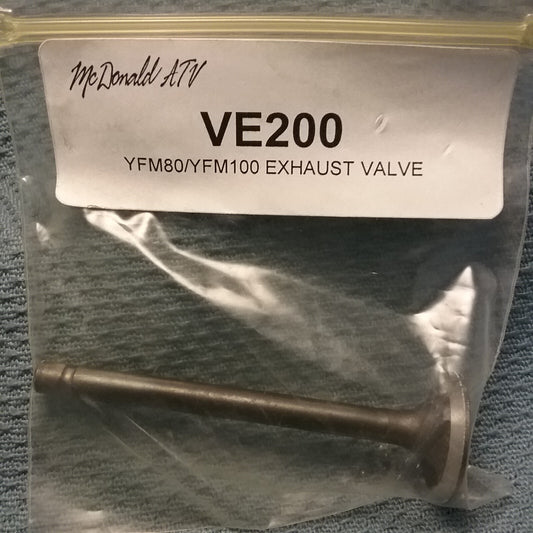 McDonald ATV
VE200
YFM80/YFM100 EXHAUST VALVE